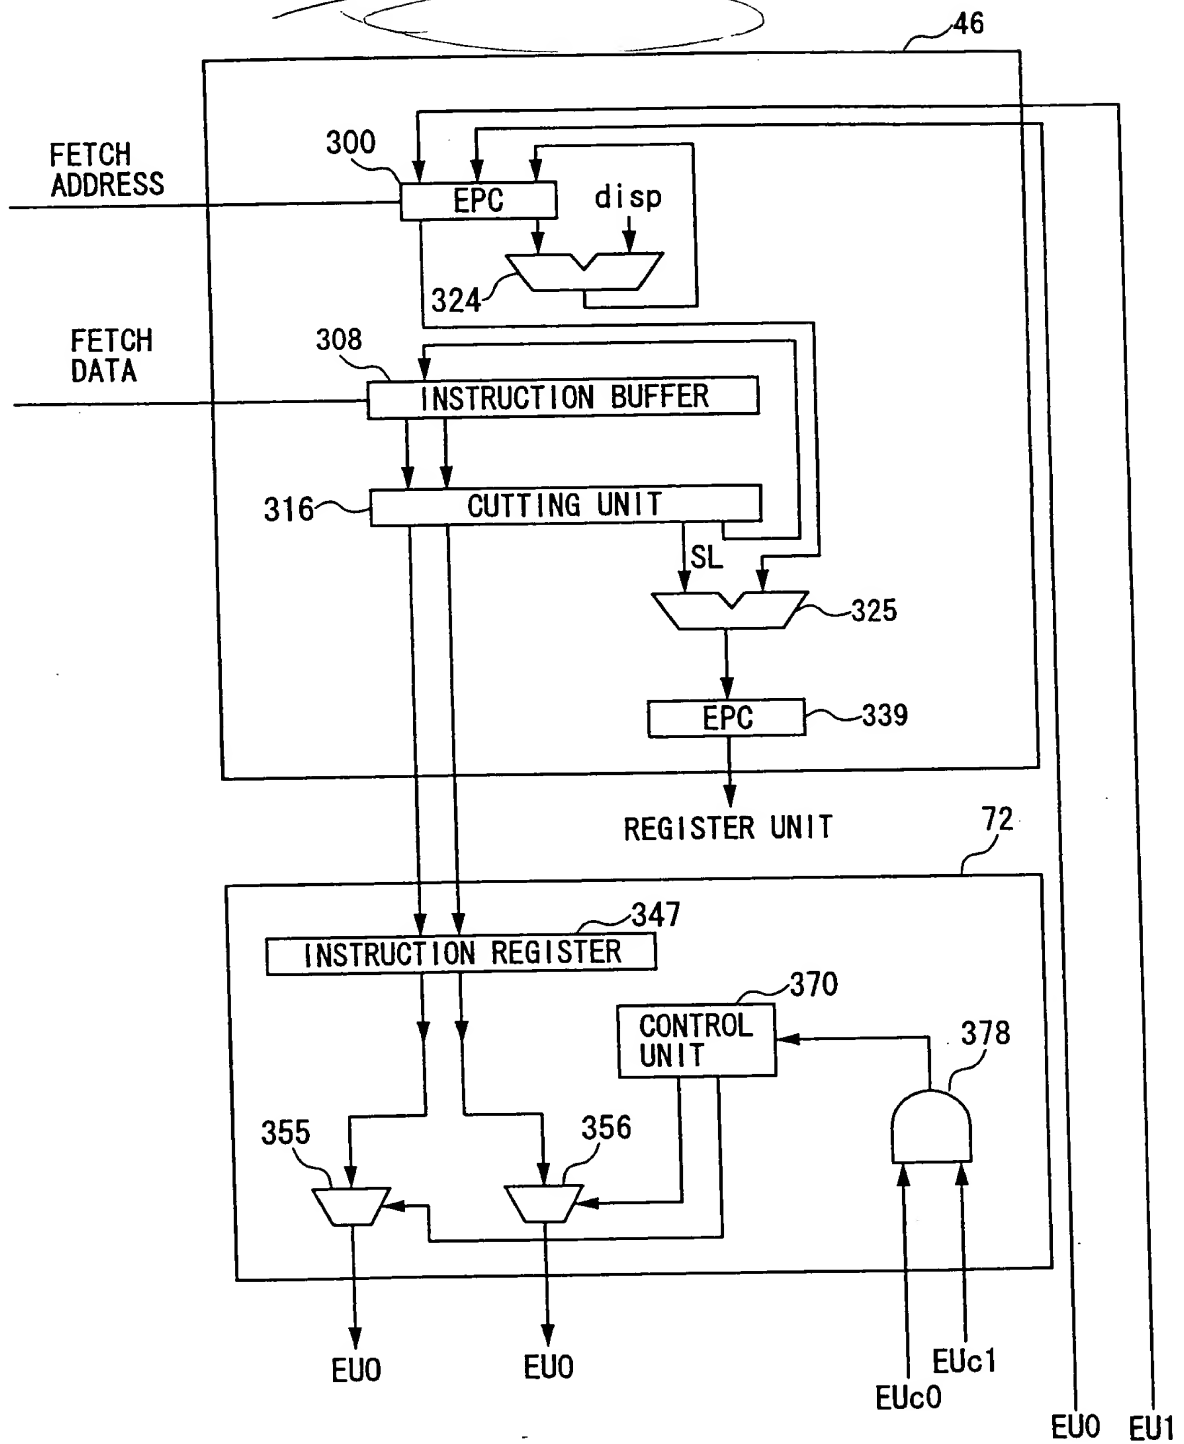 46
300
FETCH
ADDRESS
EPC
disp
324
308
FETCH
DATA
INSTRUCTION BUFFER
316
CUTTING UNIT
SL
325
EPC
339
REGISTER UNIT
72
347
INSTRUCTION REGISTER
370
CONTROL
UNIT
378
355
356
EU0
EU0
EUc1
EUc0
EU0
EU1